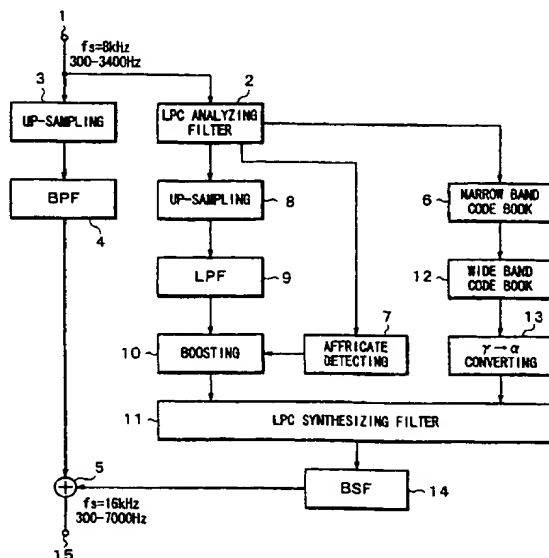 1
fs=8kHz
300-3400Hz
3
2
UP-SAMPLING
LPC ANALYZING
FILTER
BPF
4
UP-SAMPLING
8
6
NARROW BAND
CODE BOOK
LPF
9
12
WIDE BAND
CODE BOOK
7
13
10
BOOSTING
AFFRICATE
DETECTING
γ→α
CONVERTING
11
LPC SYNTHESIZING FILTER
5
+
fs=16kHz
300-7000Hz
BSF
14
15